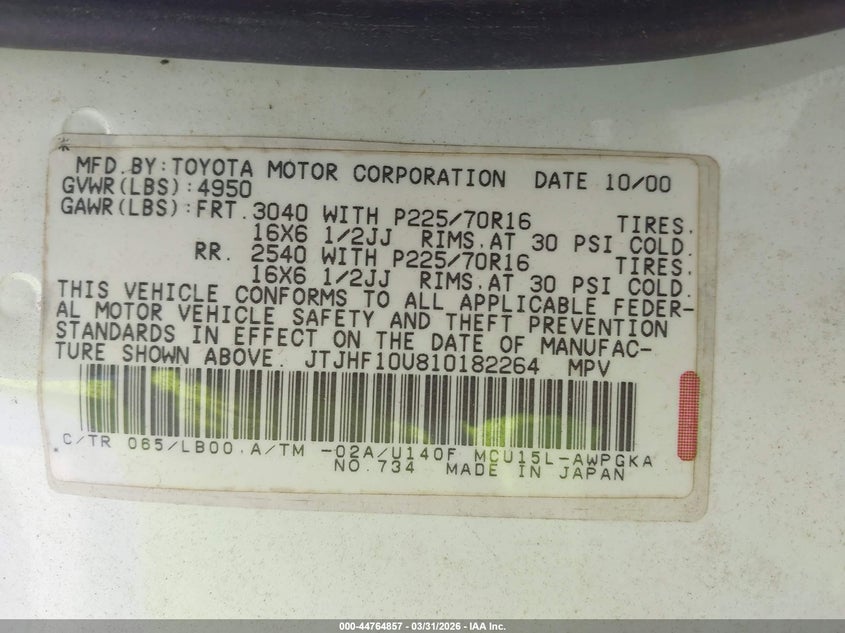 MFD.BY:TOYOTA MOTOR CORPORATION DATE 10/00
GVWR(LBS):4950
GAWR(LBS):FRT.3040 WITH P225/70R16 TIRES,
16X6 1/2JJ RIMS,AT 30 PSI COLD.
RR. 2540 WITH P225/70R16 TIRES,
16X6 1/2JJ RIMS,AT 30 PSI COLD.
THIS VEHICLE CONFORMS TO ALL APPLICABLE FEDER-
AL MOTOR VEHICLE SAFETY AND THEFT PREVENTION
STANDARDS IN EFFECT ON THE DATE OF MANUFAC-
TURE SHOWN ABOVE. JTJHF10U810182264 MPV
C/TR 065/LB00.A/TM -02A/U140F MCU15L-AWPGKA
NO.734 MADE IN JAPAN
000-44764857 - 03/31/2026 - IAA Inc.